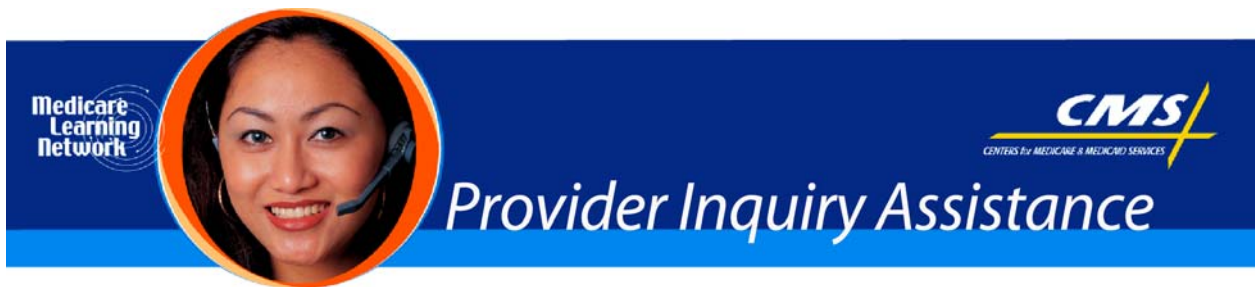 Medicare
Learning
Network
CMS
CENTERS for MEDICARE & MEDICAID SERVICES
Provider Inquiry Assistance